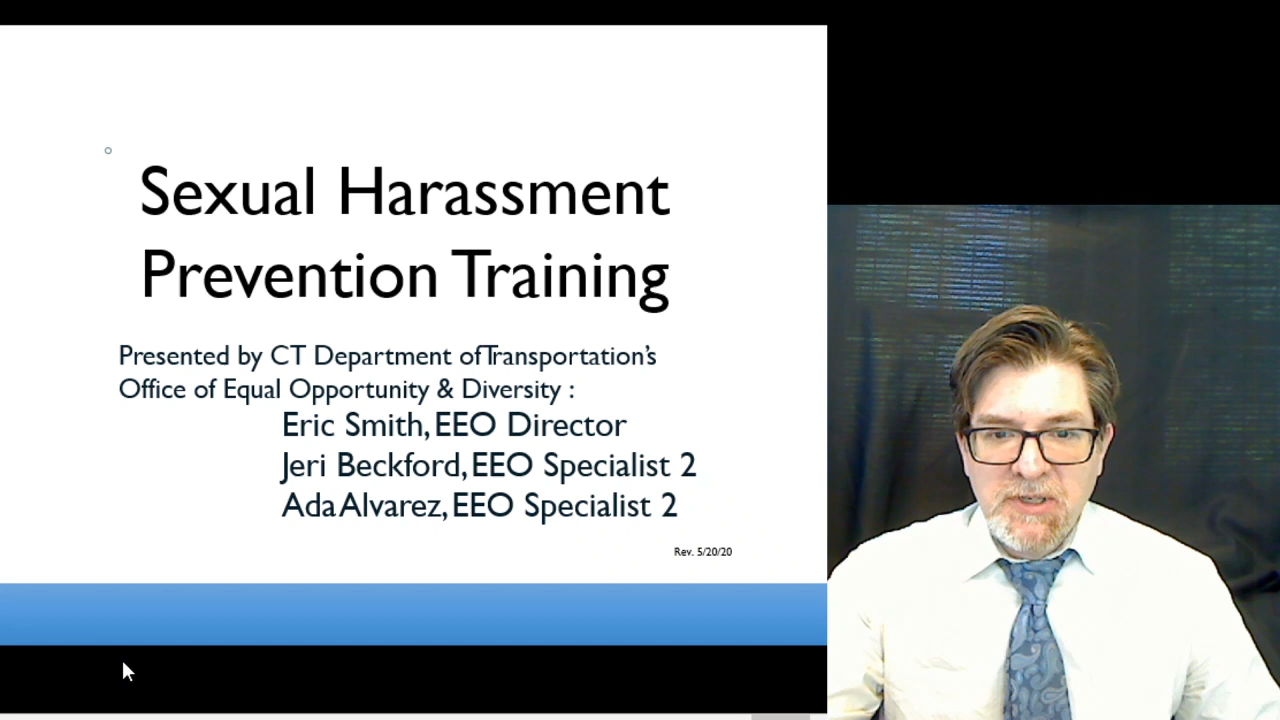 Sexual Harassment
Prevention Training
Presented by CT Department of Transportation's
Office of Equal Opportunity & Diversity :
Eric Smith, EEO Director
Jeri Beckford, EEO Specialist 2
Ada Alvarez, EEO Specialist 2
Rev. 5/20/20